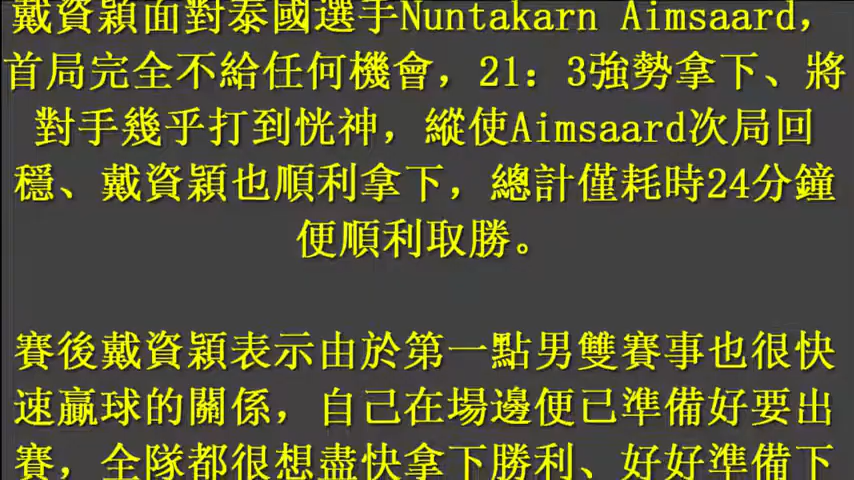 戴資穎面對泰國選手Nuntakarn Aimsaard，
首局完全不給任何機會，21：3強勢拿下、將
對手幾乎打到恍神，縱使Aimsaard次局回
穩、戴資穎也順利拿下，總計僅耗時24分鐘
便順利取勝。
賽後戴資穎表示由於第一點男雙賽事也很快
速贏球的關係，自己在場邊便已準備好要出
賽，全隊都很想盡快拿下勝利、好好準備下